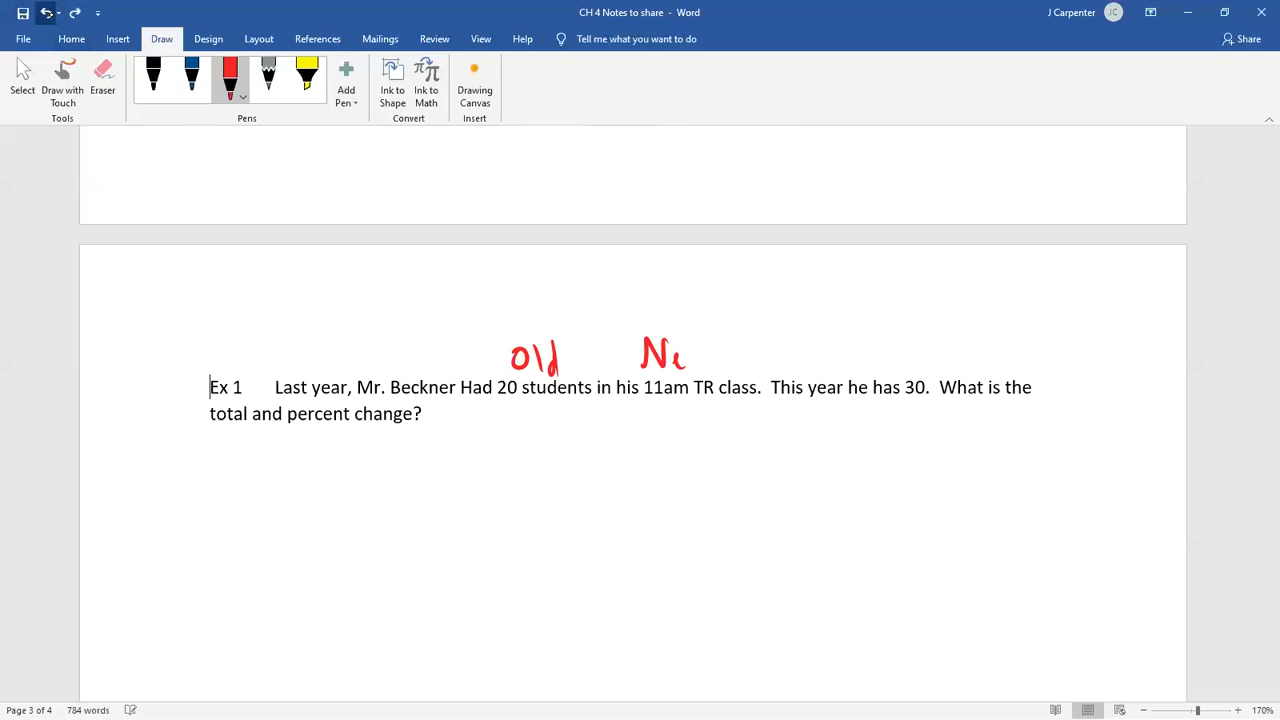 CH 4 Notes to share - Word
J Carpenter JC
File Home Insert Draw Design Layout References Mailings Review View Help Tell me what you want to do Share
Select Draw with Touch Eraser Add Pen Ink to Shape Ink to Math Drawing Canvas
Tools Pens Convert Insert
Old Ne
Ex 1 Last year, Mr. Beckner Had 20 students in his 11am TR class. This year he has 30. What is the
total and percent change?
Page 3 of 4 784 words 170%